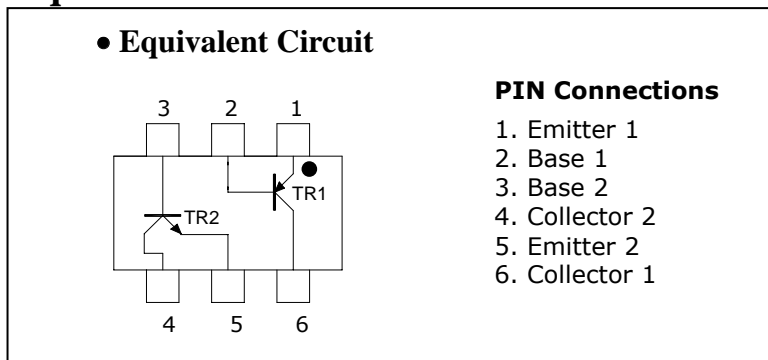 • Equivalent Circuit
3 2 1
TR1
TR2
4 5 6
PIN Connections
1. Emitter 1
2. Base 1
3. Base 2
4. Collector 2
5. Emitter 2
6. Collector 1